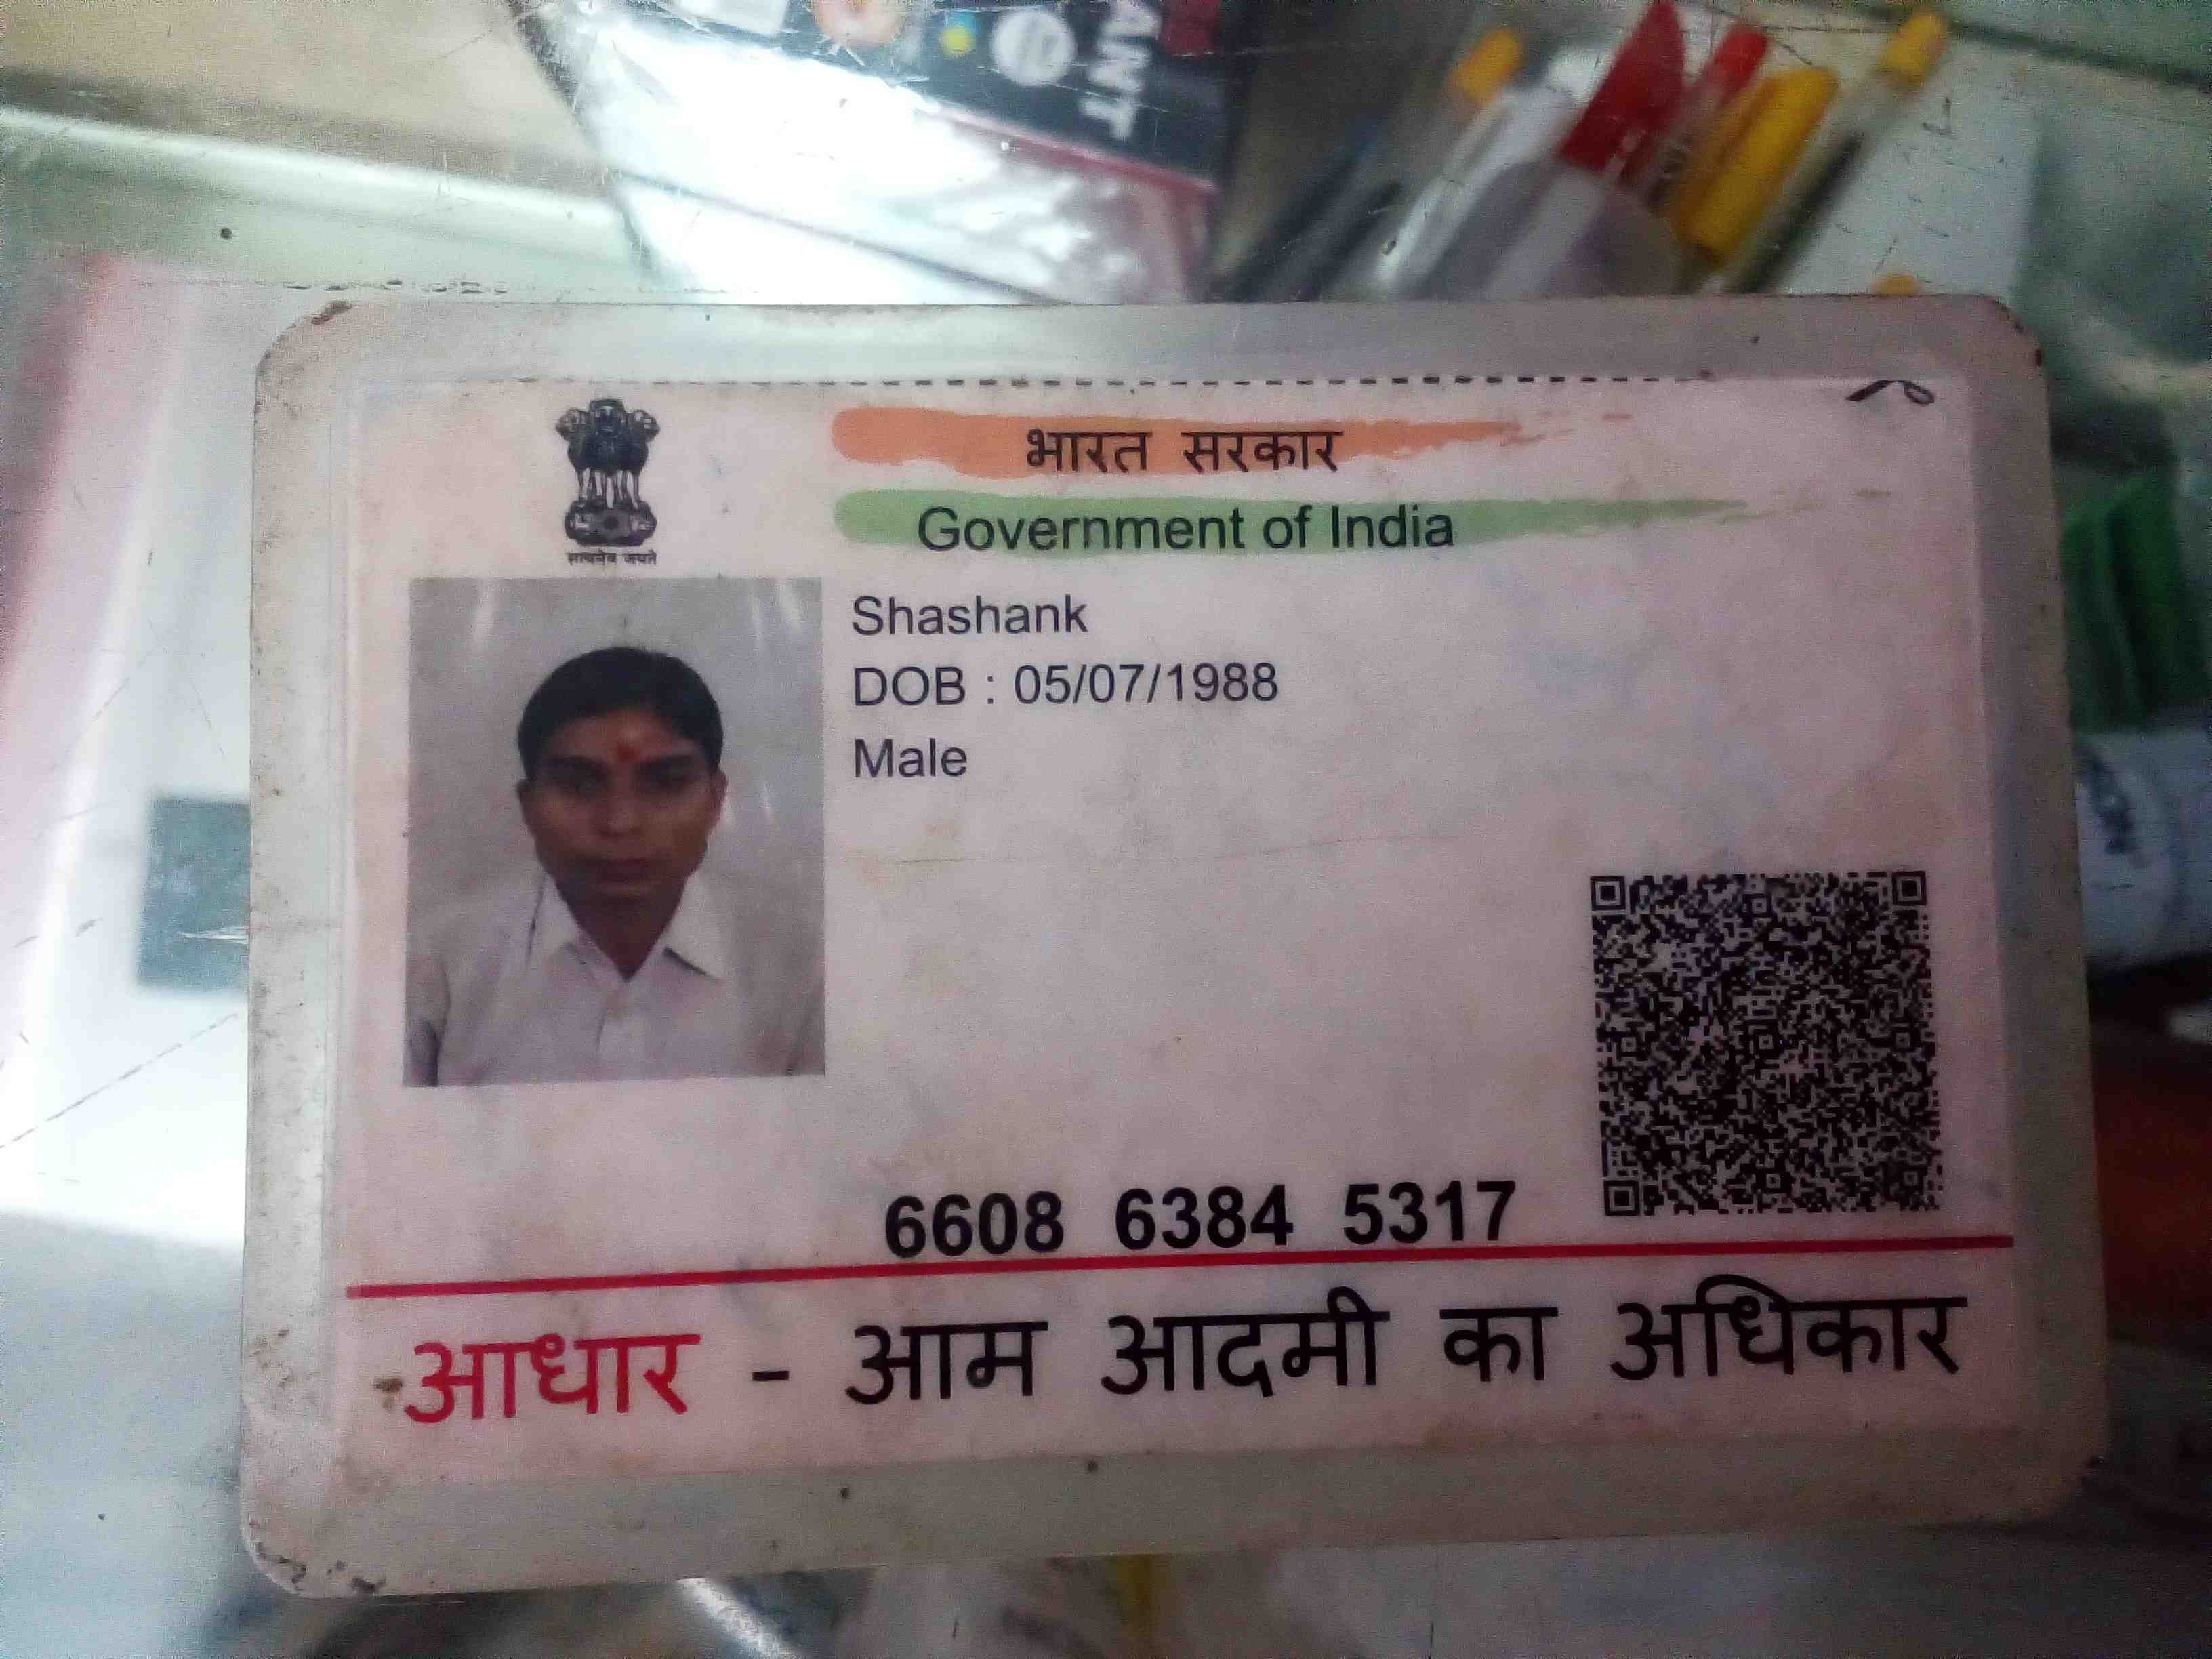 ANT
भारत सरकार
Government of India
सत्यमेव जयते
Shashank
DOB : 05/07/1988
Male
6608 6384 5317
आधार - आम आदमी का अधिकार